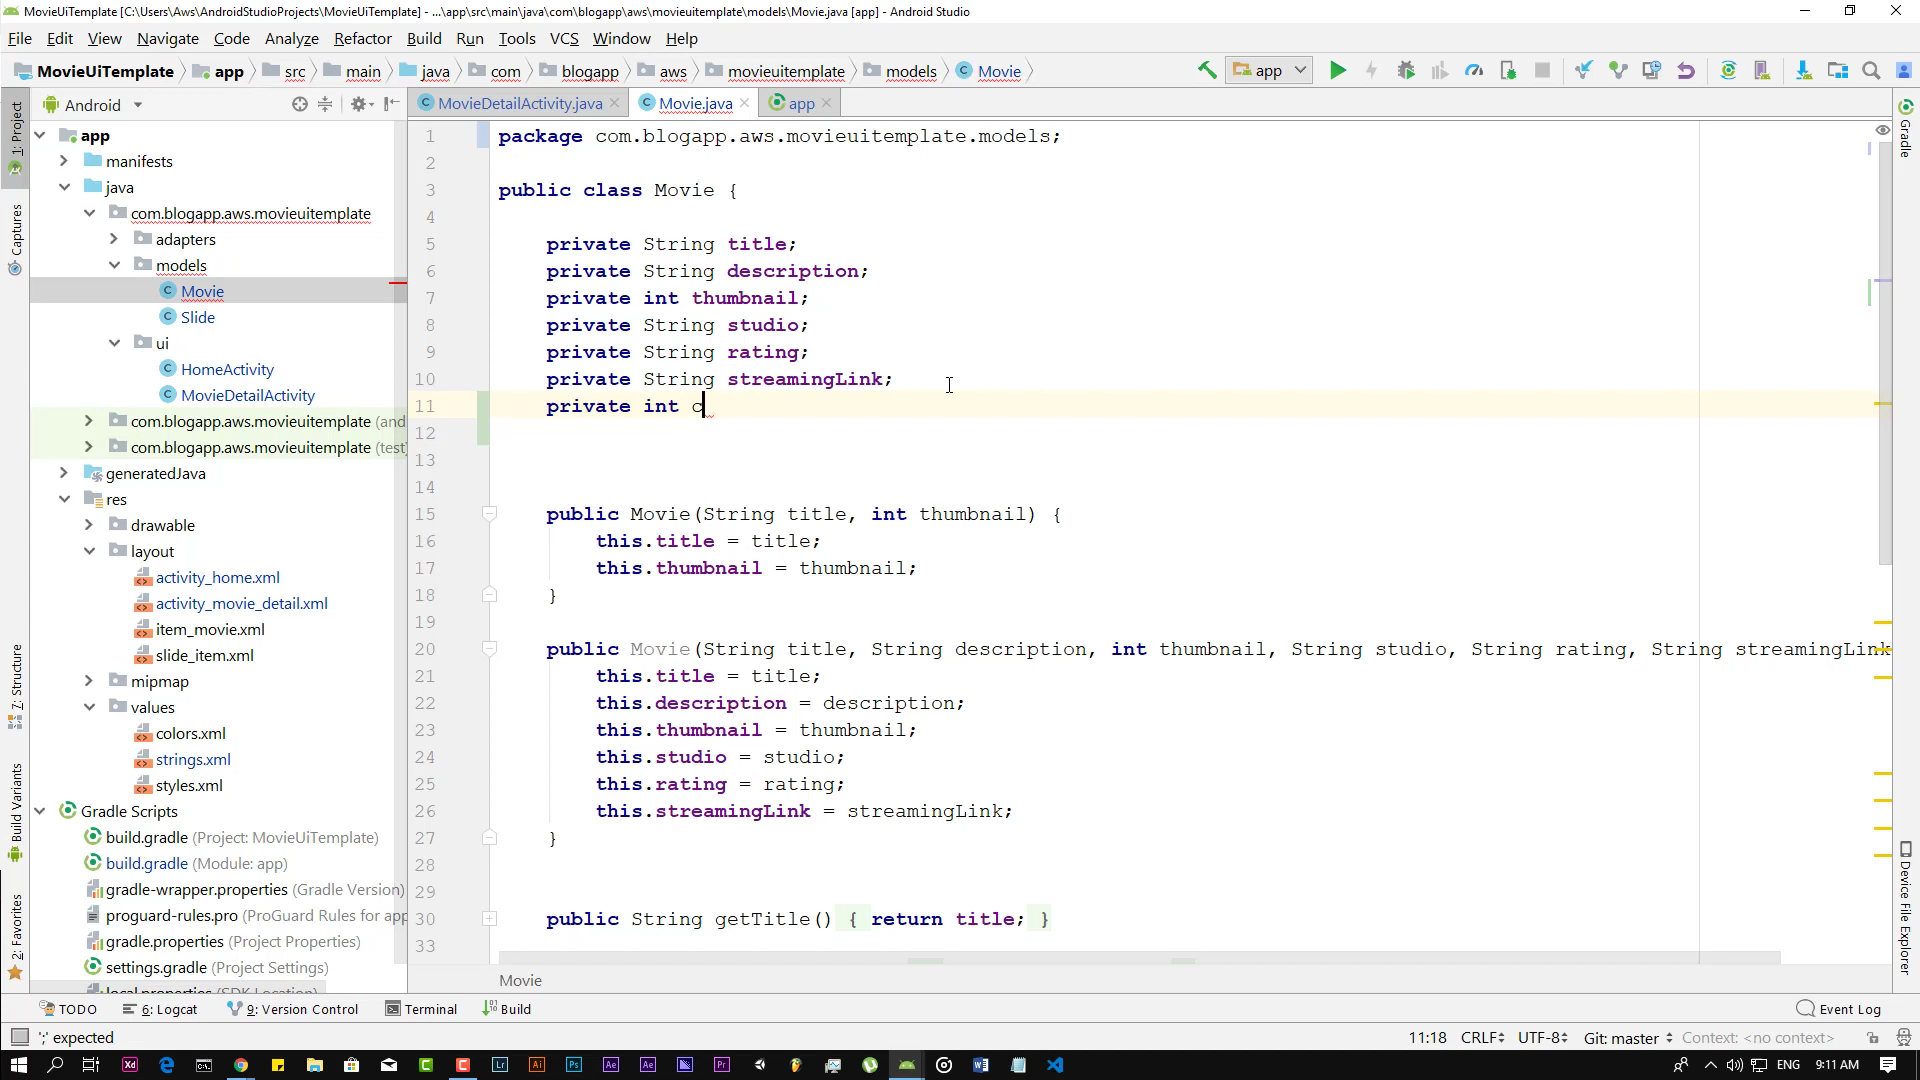 MovieUiTemplate [C:\Users\Aws\AndroidStudioProjects\MovieUiTemplate] - ...\app\src\main\java\com\blogapp\aws\movieuitemplate\models\Movie.java [app] - Android Studio
File Edit View Navigate Code Analyze Refactor Build Run Tools VCS Window Help
MovieUiTemplate app src main java com blogapp aws movieuitemplate models Movie app
Android MovieDetailActivity.java Movie.java app
1: Project
Captures
7: Structure
Build Variants
2: Favorites
app
manifests
java
com.blogapp.aws.movieuitemplate
adapters
models
Movie
Slide
ui
HomeActivity
MovieDetailActivity
com.blogapp.aws.movieuitemplate (and
com.blogapp.aws.movieuitemplate (test)
generatedJava
res
drawable
layout
activity_home.xml
activity_movie_detail.xml
item_movie.xml
slide_item.xml
mipmap
values
colors.xml
strings.xml
styles.xml
Gradle Scripts
build.gradle (Project: MovieUiTemplate)
build.gradle (Module: app)
gradle-wrapper.properties (Gradle Version)
proguard-rules.pro (ProGuard Rules for app
gradle.properties (Project Properties)
settings.gradle (Project Settings)
local.properties (SDK Location)
1 package com.blogapp.aws.movieuitemplate.models;
2
3 public class Movie {
4
5 private String title;
6 private String description;
7 private int thumbnail;
8 private String studio;
9 private String rating;
10 private String streamingLink;
11 private int c
12
13
14
15 public Movie(String title, int thumbnail) {
16 this.title = title;
17 this.thumbnail = thumbnail;
18 }
19
20 public Movie(String title, String description, int thumbnail, String studio, String rating, String streamingLink
21 this.title = title;
22 this.description = description;
23 this.thumbnail = thumbnail;
24 this.studio = studio;
25 this.rating = rating;
26 this.streamingLink = streamingLink;
27 }
28
29
30 public String getTitle() { return title; }
33
Movie
Gradle
Device File Explorer
TODO 6: Logcat 9: Version Control Terminal Build Event Log
';' expected 11:18 CRLF UTF-8 Git: master Context: <no context>
Xd Lr Ai Ps Ae Ae Pr ENG 9:11 AM